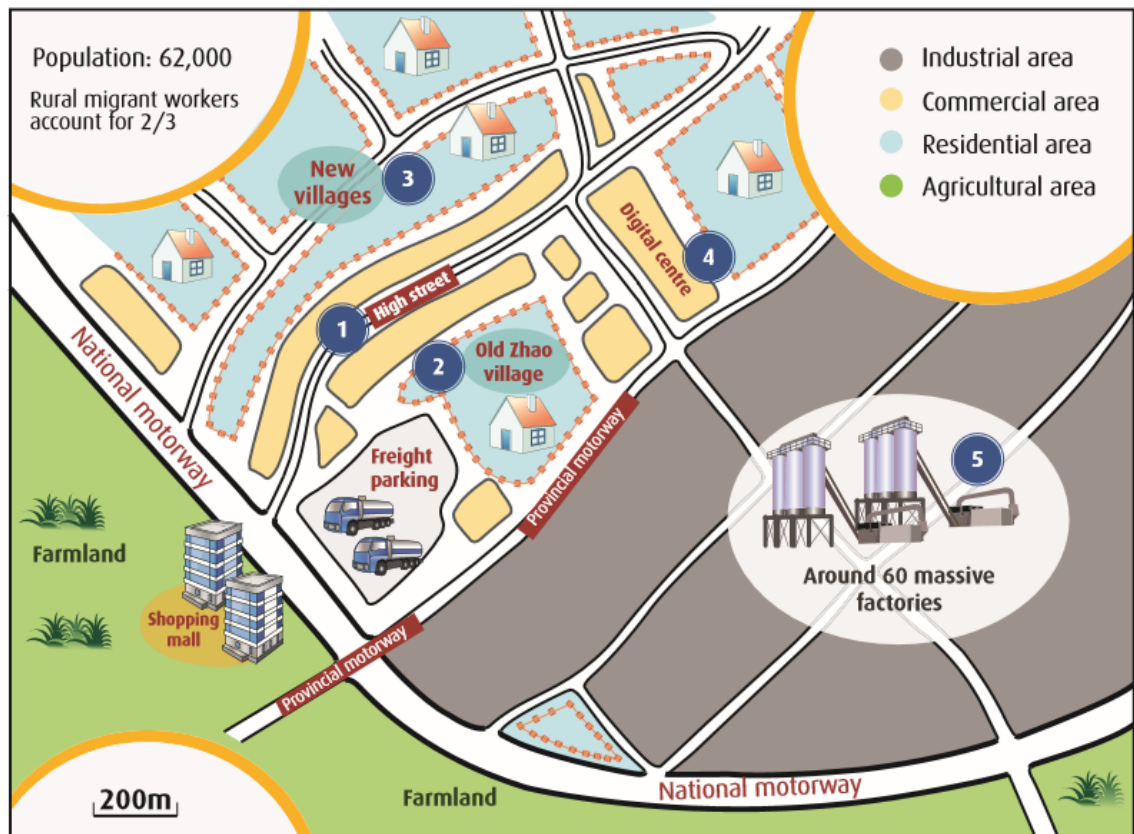 Population: 62,000
Rural migrant workers
account for 2/3
Industrial area
Commercial area
Residential area
Agricultural area
New
villages
3
Digital centre
4
High street
1
2
Old Zhao
village
National motorway
Freight
parking
Provincial motorway
5
Around 60 massive
factories
Farmland
Shopping
mall
Provincial motorway
200m
Farmland
National motorway